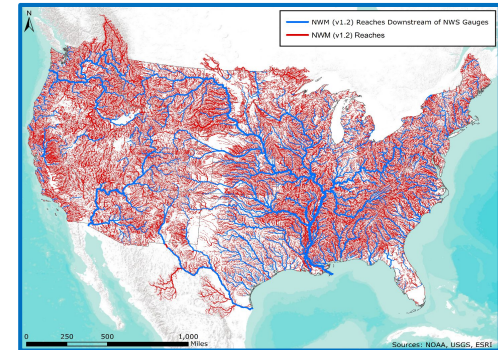 N
NWM (v1.2) Reaches Downstream of NWS Gauges
NWM (v1.2) Reaches
0 250 500 1,000
Miles
Sources: NOAA, USGS, ESRI